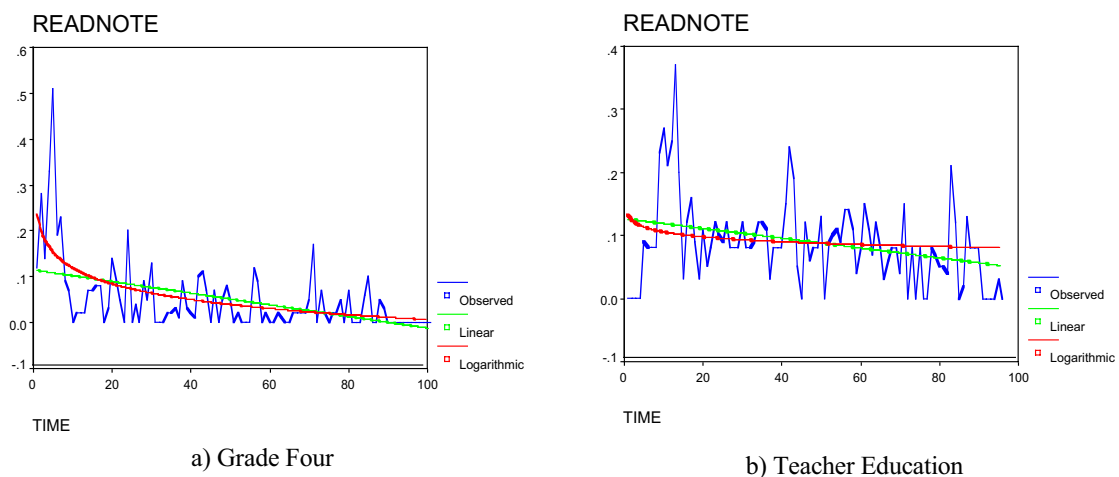 READNOTE
.6
.5
.4
.3
.2
.1
0.0
-.1
0 20 40 60 80 100
TIME
Observed
Linear
Logarithmic
a) Grade Four
READNOTE
.4
.3
.2
.1
0.0
-.1
0 20 40 60 80 100
TIME
Observed
Linear
Logarithmic
b) Teacher Education